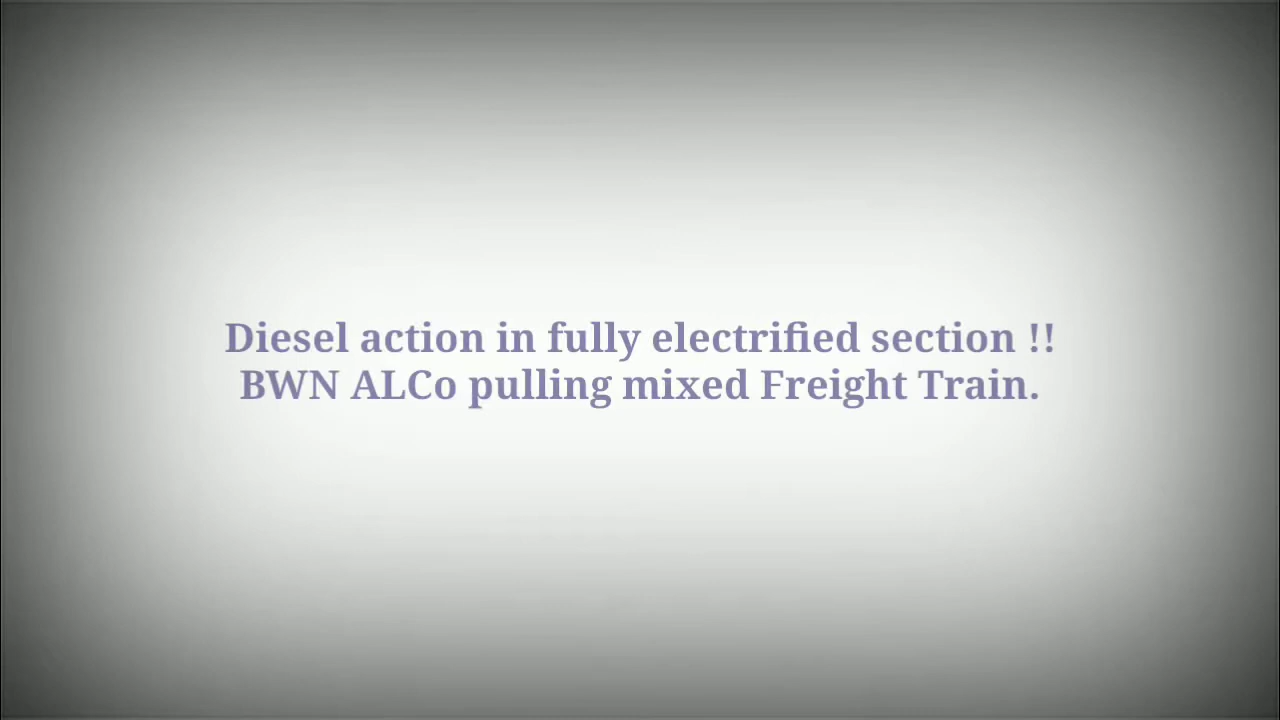 Diesel action in fully electrified section !!
BWN ALCo pulling mixed Freight Train.